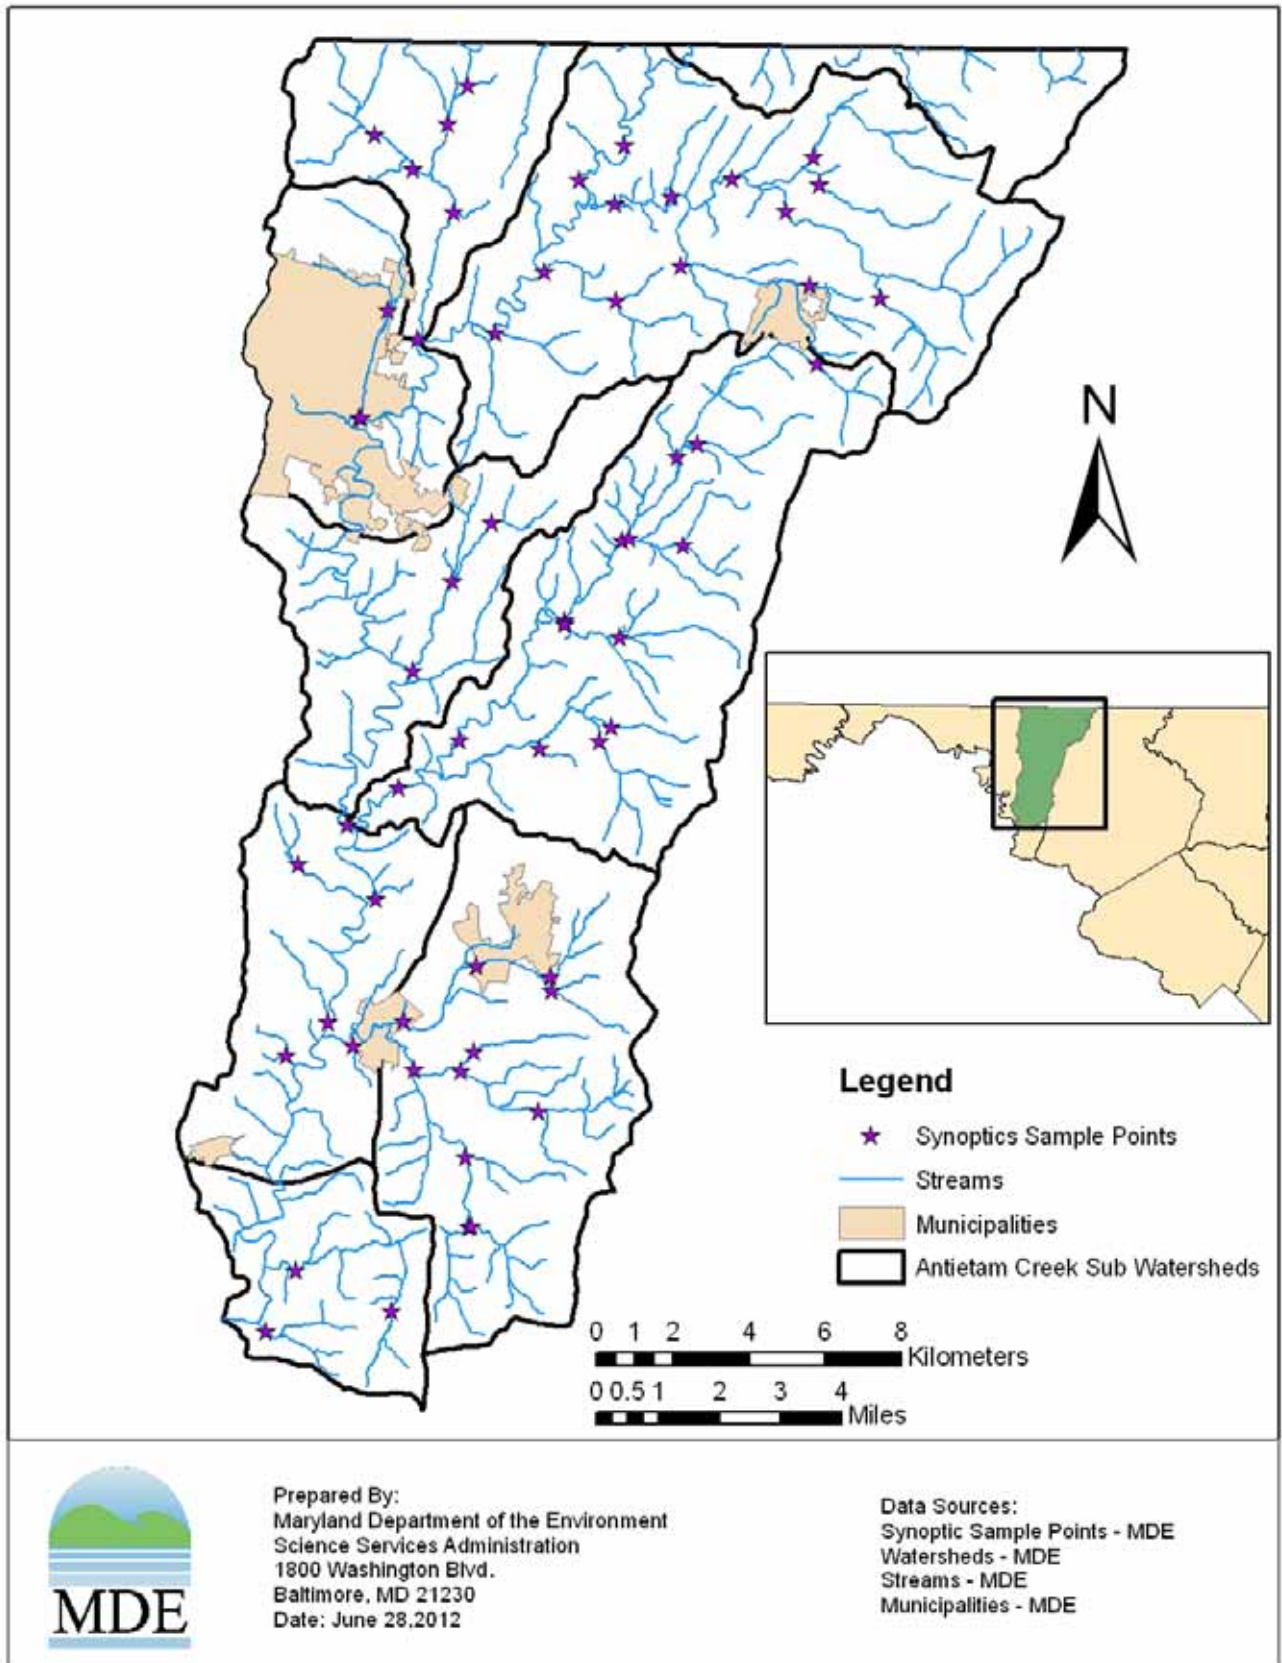 N
Legend
Synoptics Sample Points
Streams
Municipalities
Antietam Creek Sub Watersheds
0 1 2 4 6 8
Kilometers
0 0.5 1 2 3 4
Miles
MDE
Prepared By:
Maryland Department of the Environment
Science Services Administration
1800 Washington Blvd.
Baltimore, MD 21230
Date: June 28,2012
Data Sources:
Synoptic Sample Points - MDE
Watersheds - MDE
Streams - MDE
Municipalities - MDE